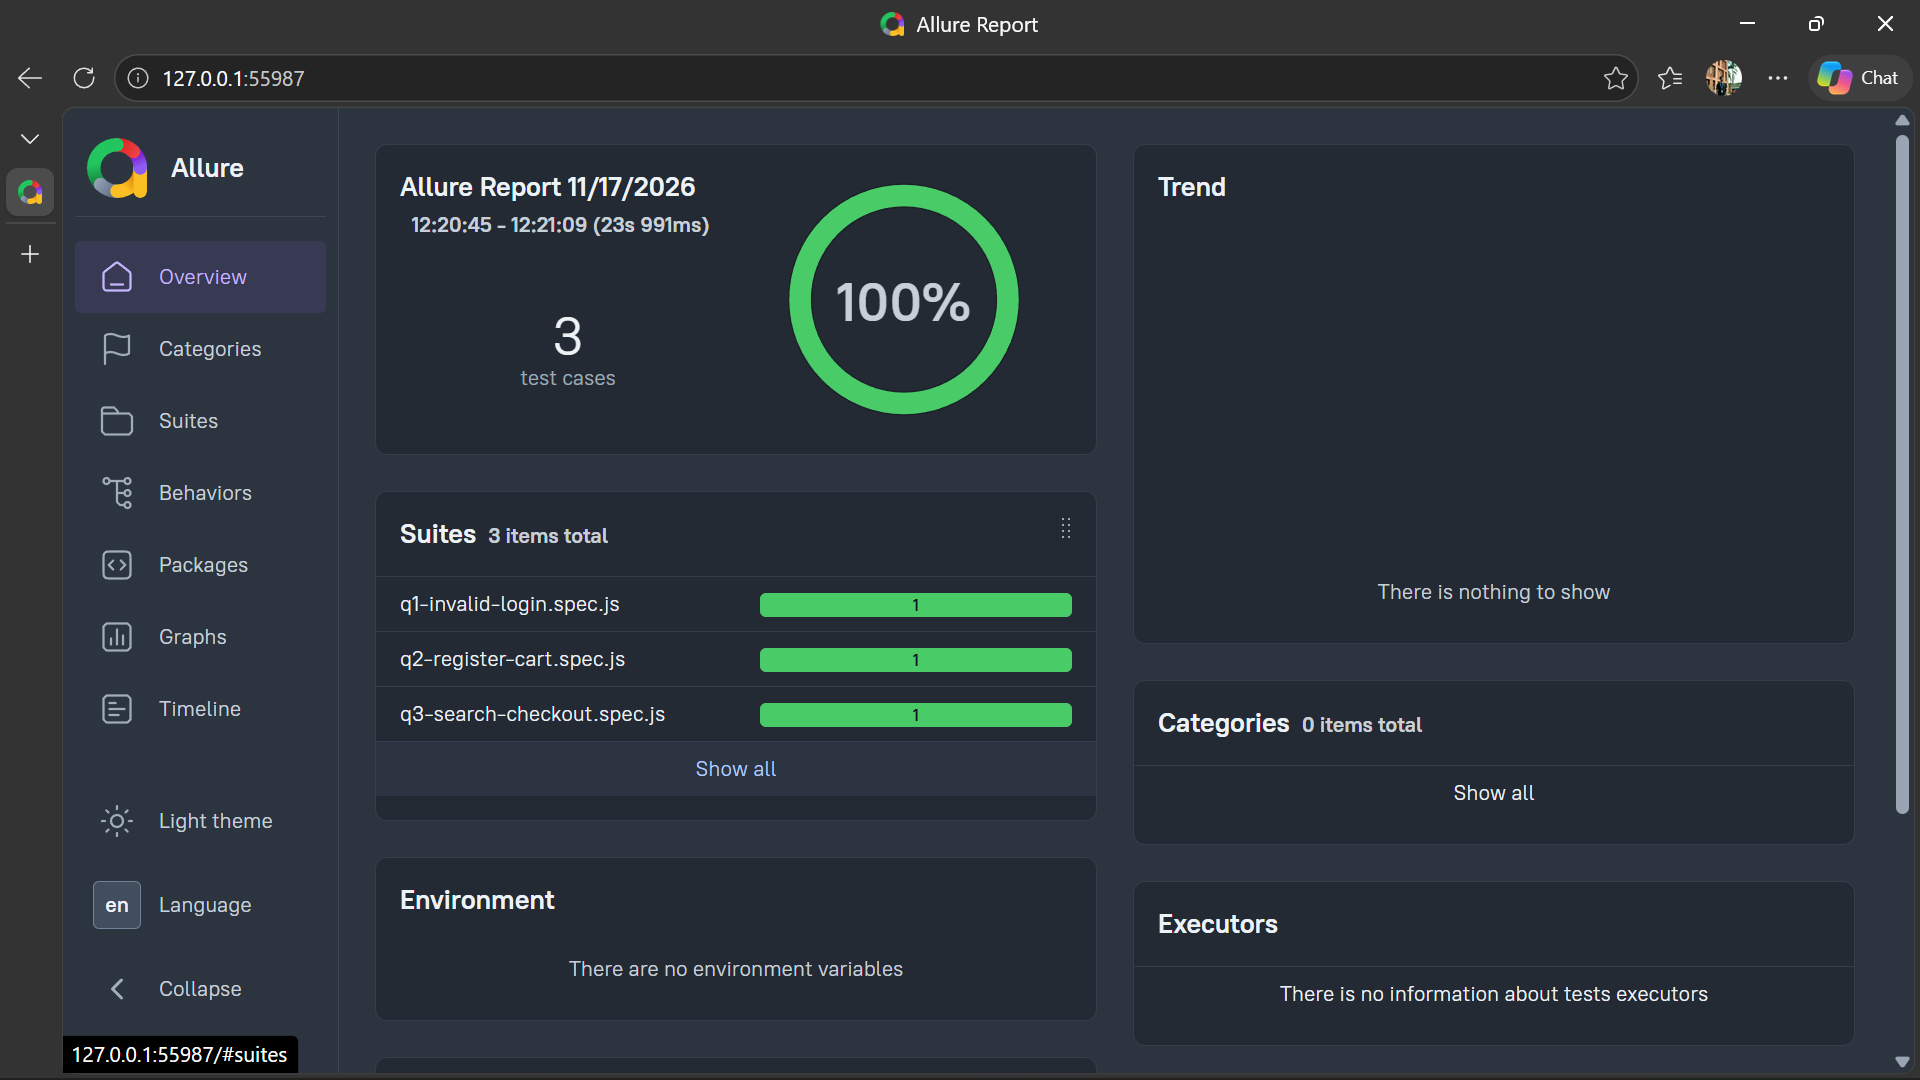 Allure Report
127.0.0.1:55987
Chat
Allure
Overview
Categories
Suites
Behaviors
Packages
Graphs
Timeline
Light theme
en Language
Collapse
127.0.0.1:55987/#suites
Allure Report 11/17/2026
12:20:45 - 12:21:09 (23s 991ms)
3
test cases
100%
Suites 3 items total
q1-invalid-login.spec.js 1
q2-register-cart.spec.js 1
q3-search-checkout.spec.js 1
Show all
Environment
There are no environment variables
Trend
There is nothing to show
Categories 0 items total
Show all
Executors
There is no information about tests executors